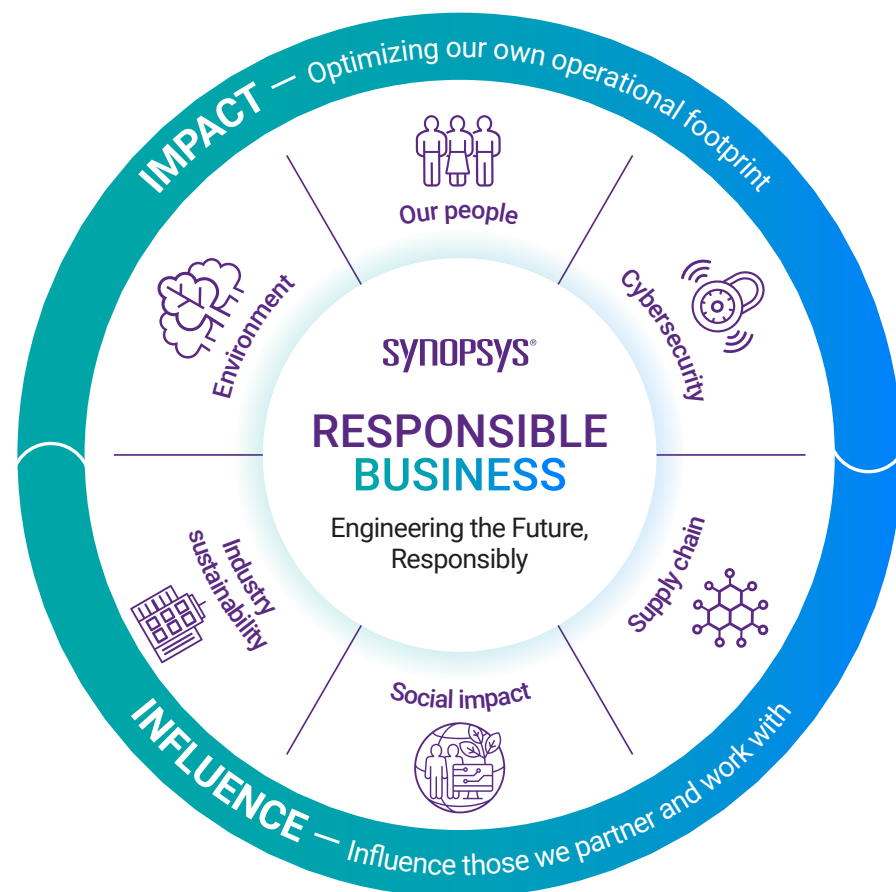 IMPACT — Optimizing our own operational footprint
Our people
Cybersecurity
Environment
SYNOPSYS®
RESPONSIBLE
BUSINESS
Engineering the Future,
Responsibly
Industry
sustainability
Supply chain
Social impact
INFLUENCE — Influence those we partner and work with